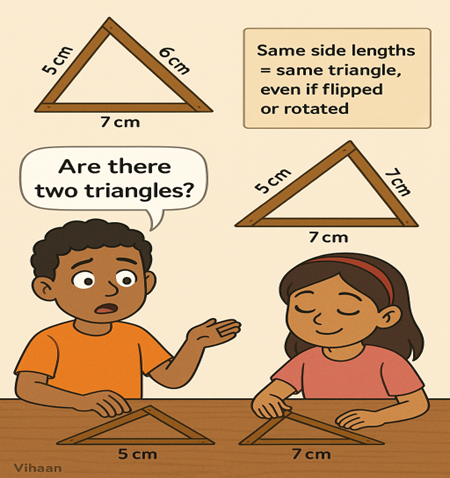 5 cm
6 cm
7 cm
Same side lengths
= same triangle,
even if flipped
or rotated
Are there
two triangles?
5 cm
7 cm
7 cm
5 cm
7 cm
Vihaan